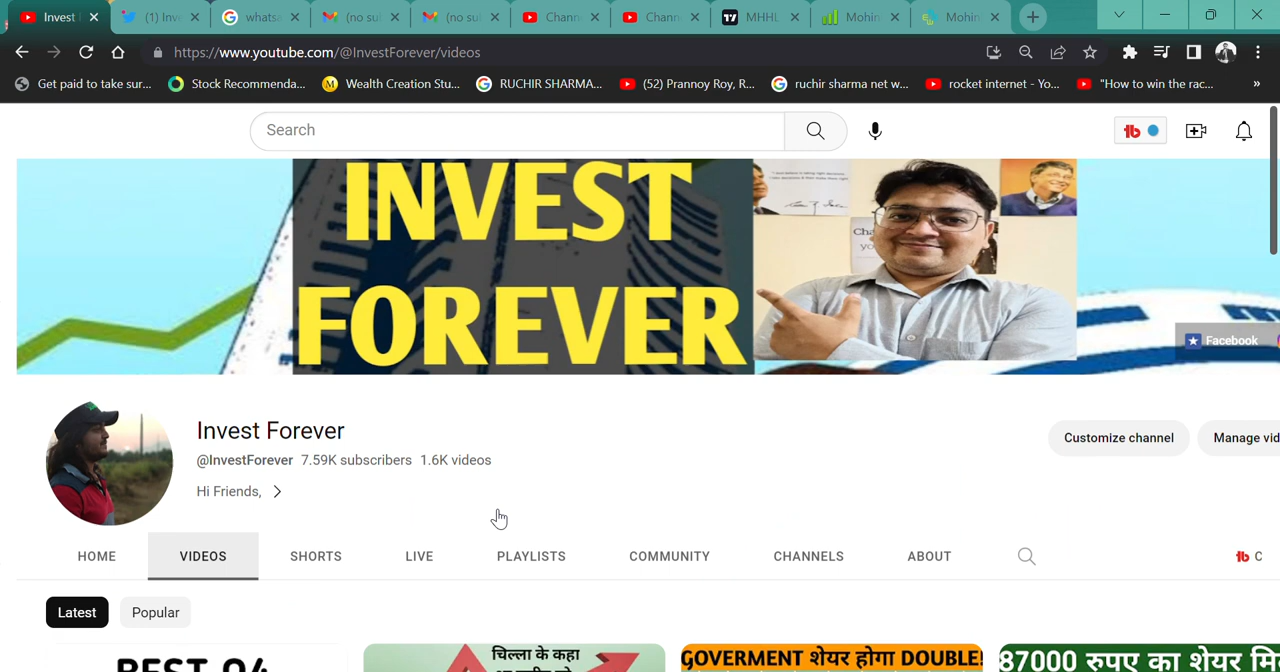 Invest
(1) Inv
whats
(no su
(no su
Chann
Chann
MHHL
Mohin
Mohin
https://www.youtube.com/@InvestForever/videos
Get paid to take sur...
Stock Recommenda...
Wealth Creation Stu...
RUCHIR SHARMA...
(52) Prannoy Roy, R...
ruchir sharma net w...
rocket internet - Yo...
"How to win the rac...
»
Search
INVEST
FOREVER
Facebook
Invest Forever
@InvestForever 7.59K subscribers 1.6K videos
Hi Friends,
Customize channel
Manage vid
HOME
VIDEOS
SHORTS
LIVE
PLAYLISTS
COMMUNITY
CHANNELS
ABOUT
C
Latest
Popular
BEST 04
चिल्ला के कहा
GOVERMENT शेयर होगा DOUBLE!
87000 रुपए का शेयर